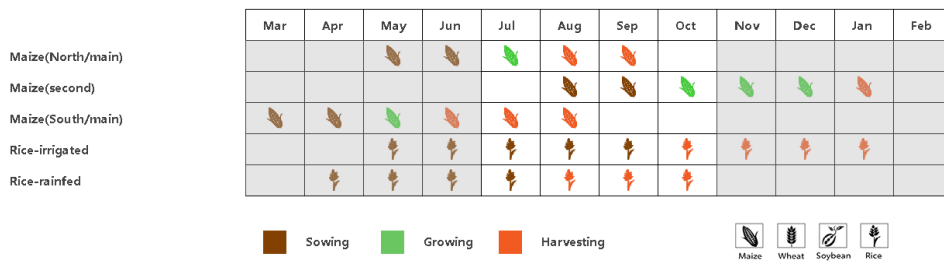 Mar Apr May Jun Jul Aug Sep Oct Nov Dec Jan Feb
Maize(North/main)
Maize(second)
Maize(South/main)
Rice-irrigated
Rice-rainfed
Sowing Growing Harvesting
Maize Wheat Soybean Rice